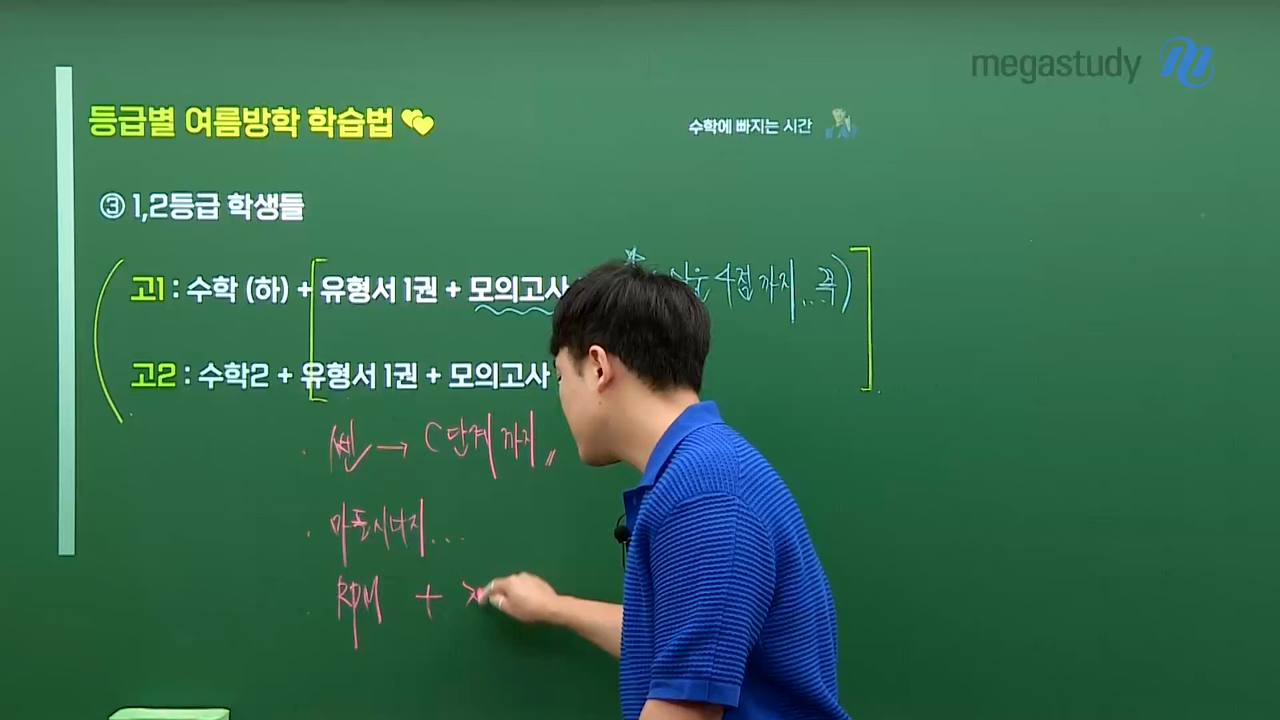 megastudy
등급별 여름방학 학습법
수학에 빠지는 시간
③ 1,2등급 학생들
고1 : 수학 (하) + 유형서 1권 + 모의고사
4점까지... 꼭)
고2 : 수학2 + 유형서 1권 + 모의고사
· 쎈 → C단계까지
· 마플시너지...
· RPM +